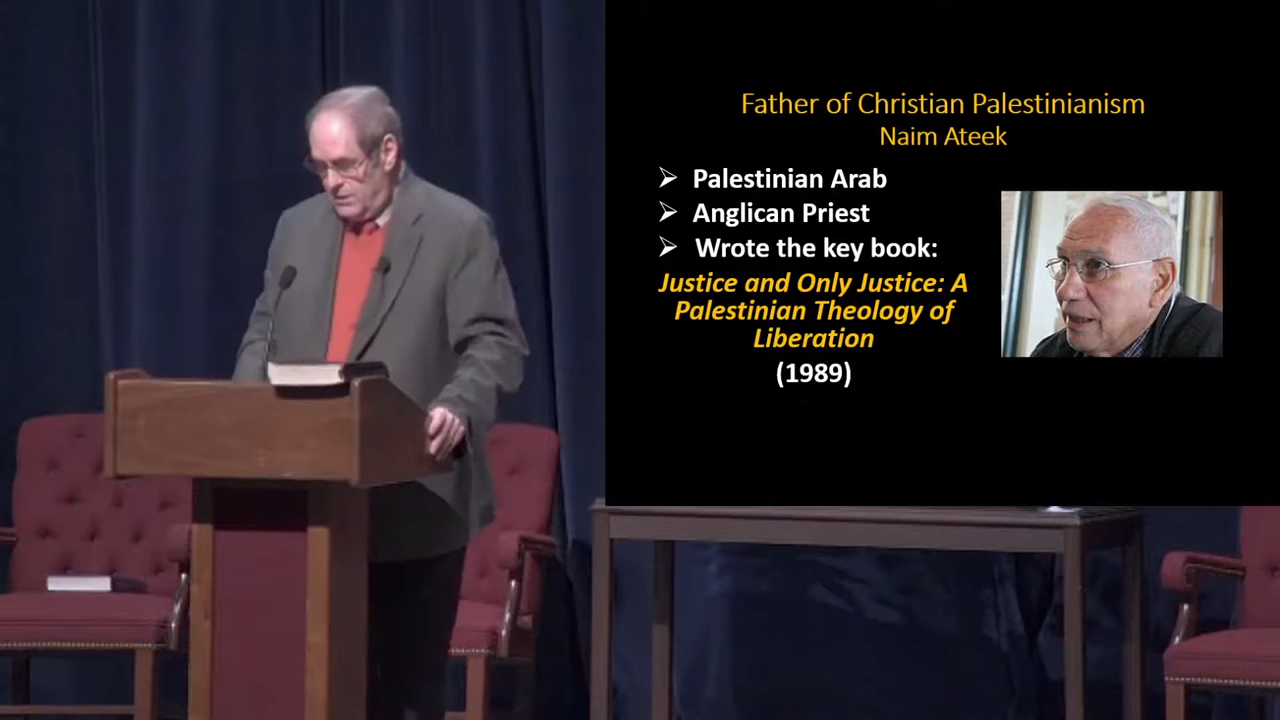 Father of Christian Palestinianism
Naim Ateek
➢ Palestinian Arab
➢ Anglican Priest
➢ Wrote the key book:
Justice and Only Justice: A
Palestinian Theology of
Liberation
(1989)